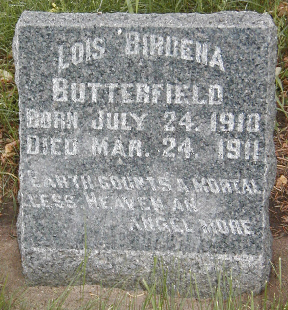 LOIS BIRDENA
BUTTERFIELD
BORN JULY 24. 1910
DIED MAR. 24. 1911
EARTH COUNTS A MORTAL
LESS, HEAVEN AN
ANGEL MORE